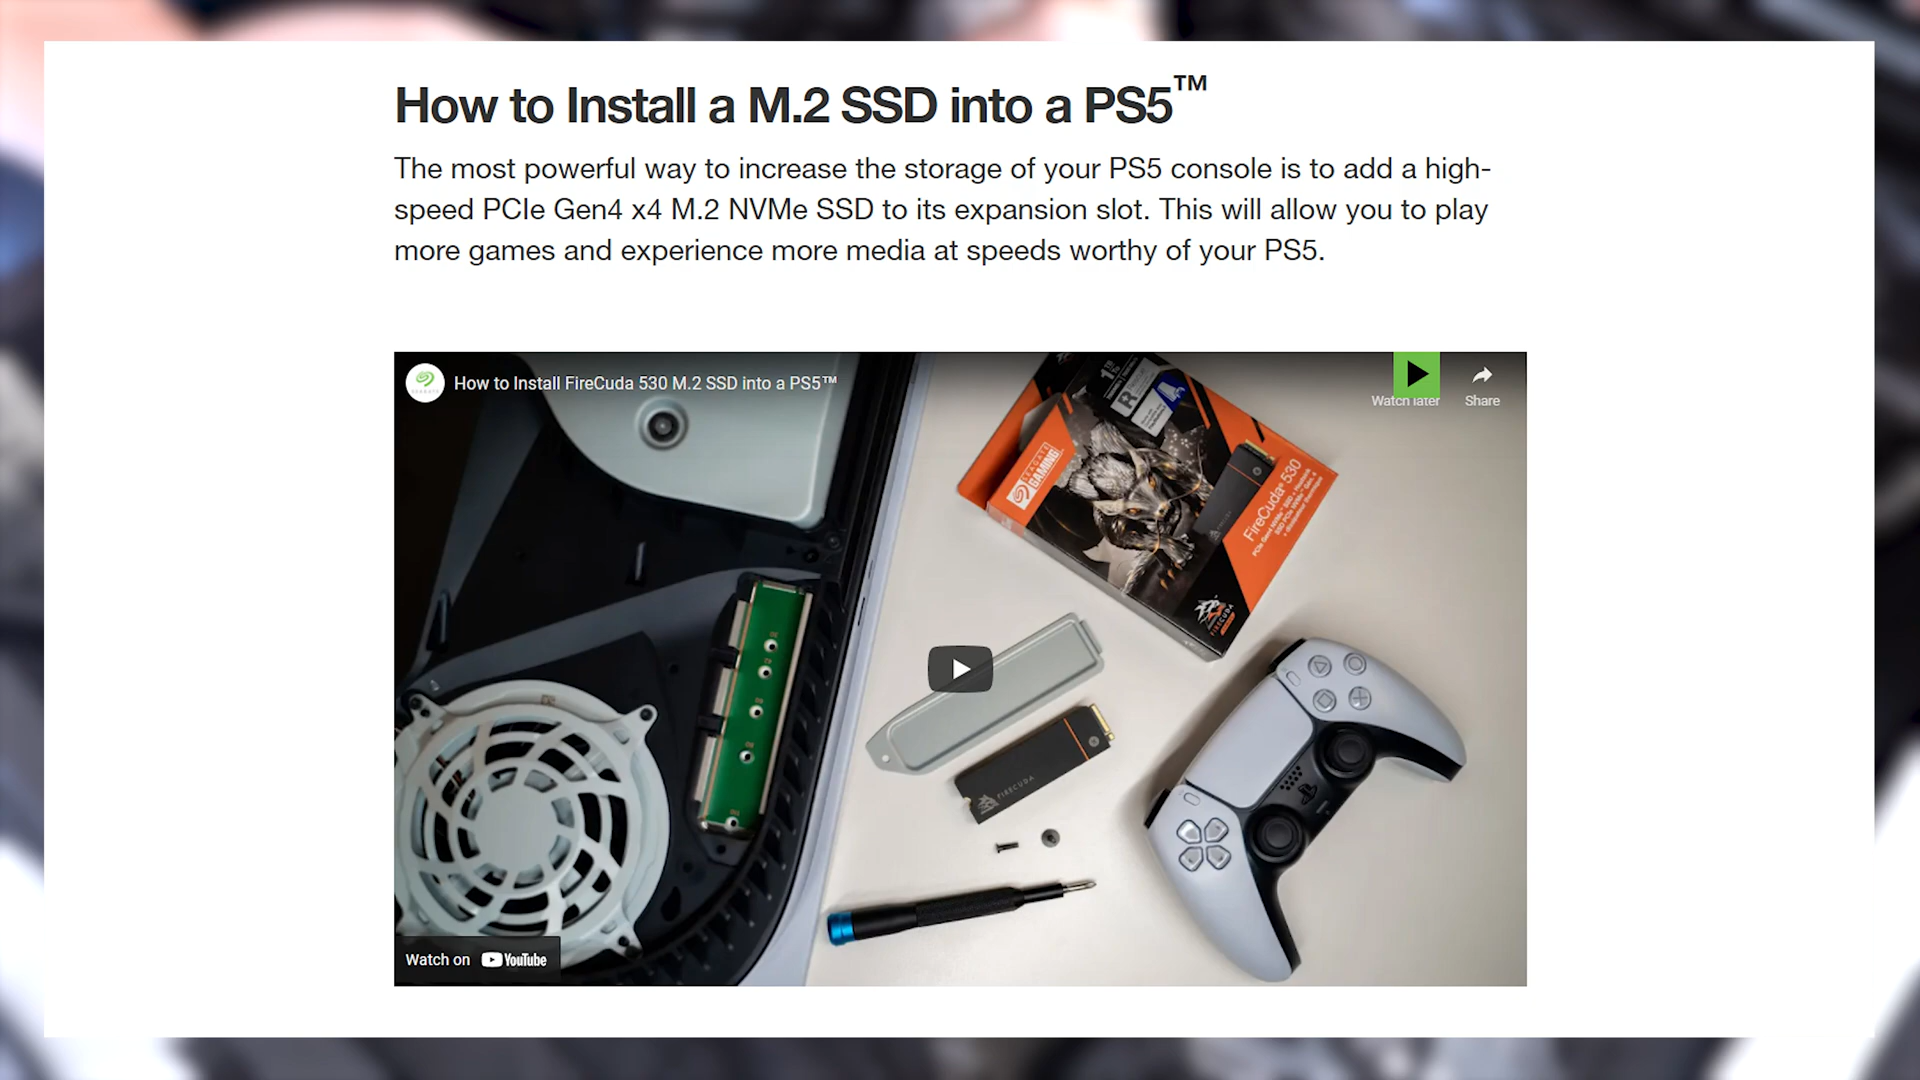 How to Install a M.2 SSD into a PS5™
The most powerful way to increase the storage of your PS5 console is to add a high-
speed PCIe Gen4 x4 M.2 NVMe SSD to its expansion slot. This will allow you to play
more games and experience more media at speeds worthy of your PS5.
How to Install FireCuda 530 M.2 SSD into a PS5™
Watch later
Share
1TB
SEAGATE
GAMING
FireCuda 530
FIRECUDA
FIRECUDA
Watch on YouTube